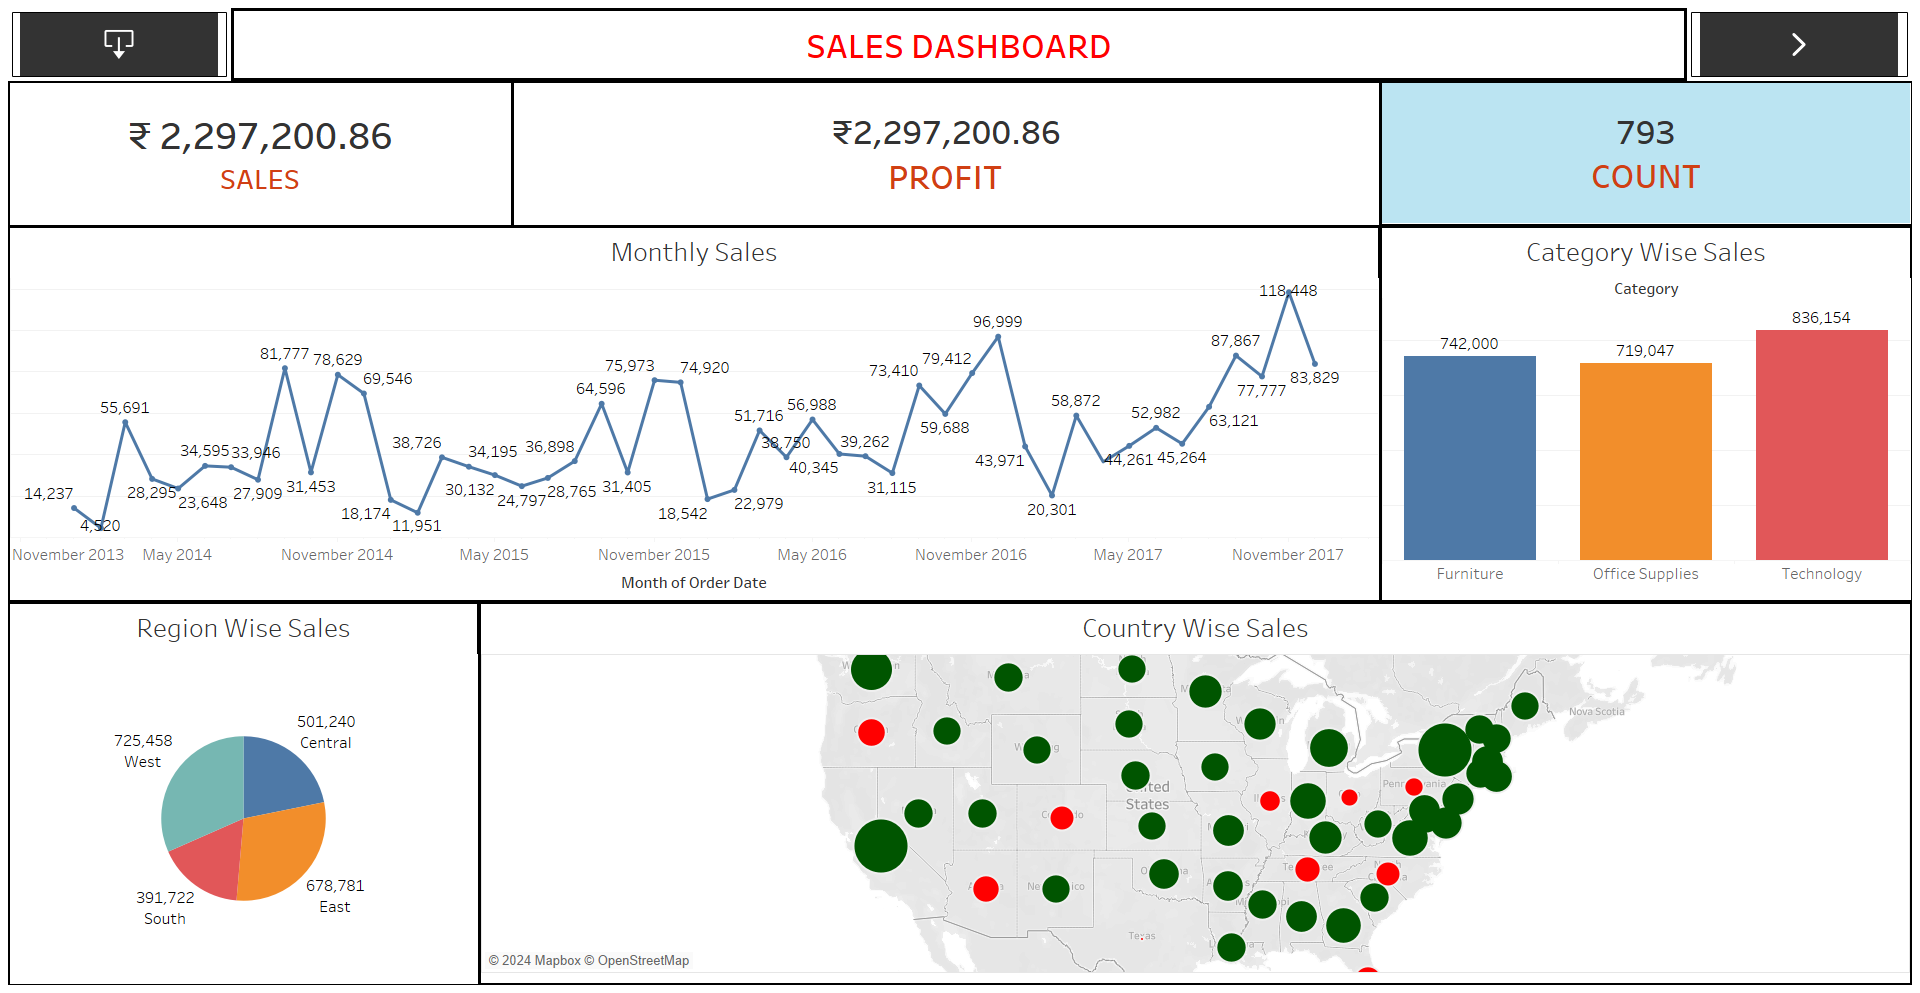 SALES DASHBOARD
₹ 2,297,200.86
SALES
₹2,297,200.86
PROFIT
793
COUNT
Monthly Sales
118,448
96,999
87,867
81,777
78,629
69,546
75,973
74,920
73,410
79,412
77,777
83,829
64,596
55,691
51,716
56,988
58,872
52,982
59,688
63,121
34,595
33,946
38,726
34,195
36,898
38,750
39,262
40,345
43,971
44,261
45,264
14,237
4,520
28,295
23,648
27,909
31,453
18,174
11,951
30,132
24,797
28,765
31,405
18,542
22,979
31,115
20,301
November 2013
May 2014
November 2014
May 2015
November 2015
May 2016
November 2016
May 2017
November 2017
Month of Order Date
Category Wise Sales
Category
742,000
719,047
836,154
Furniture
Office Supplies
Technology
Region Wise Sales
501,240
Central
725,458
West
678,781
East
391,722
South
Country Wise Sales
Nova Scotia
United
States
Texas
© 2024 Mapbox © OpenStreetMap